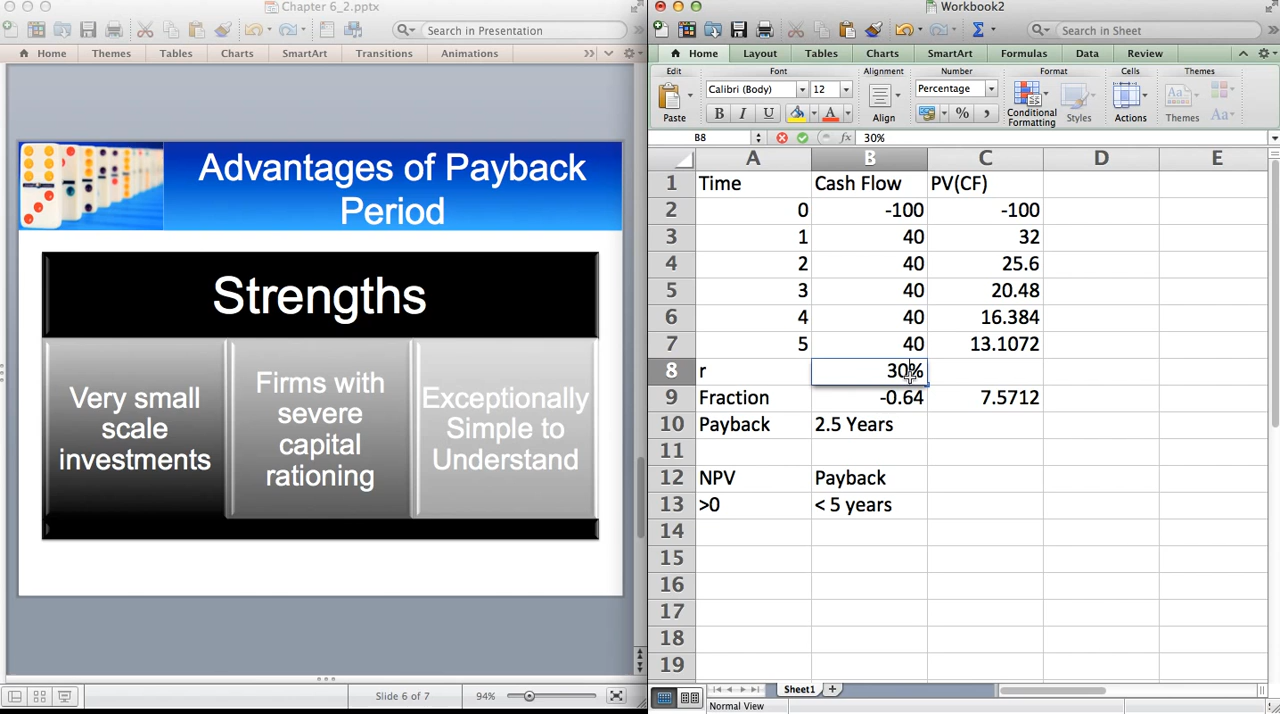 Chapter 6_2.pptx
Search in Presentation
Home Themes Tables Charts SmartArt Transitions Animations
Advantages of Payback
Period
Strengths
Very small
scale
investments
Firms with
severe
capital
rationing
Exceptionally
Simple to
Understand
Slide 6 of 7
94%
Workbook2
Search in Sheet
Home Layout Tables Charts SmartArt Formulas Data Review
Edit Font Alignment Number Format Cells Themes
Calibri (Body) 12 Percentage
Paste B I U A Align % Conditional
Formatting Styles Actions Themes Aa
B8 fx 30%
A B C D E
1 Time Cash Flow PV(CF)
2 0 -100 -100
3 1 40 32
4 2 40 25.6
5 3 40 20.48
6 4 40 16.384
7 5 40 13.1072
8 r 30%
9 Fraction -0.64 7.5712
10 Payback 2.5 Years
11
12 NPV Payback
13 >0 < 5 years
14
15
16
17
18
19
Sheet1
Normal View